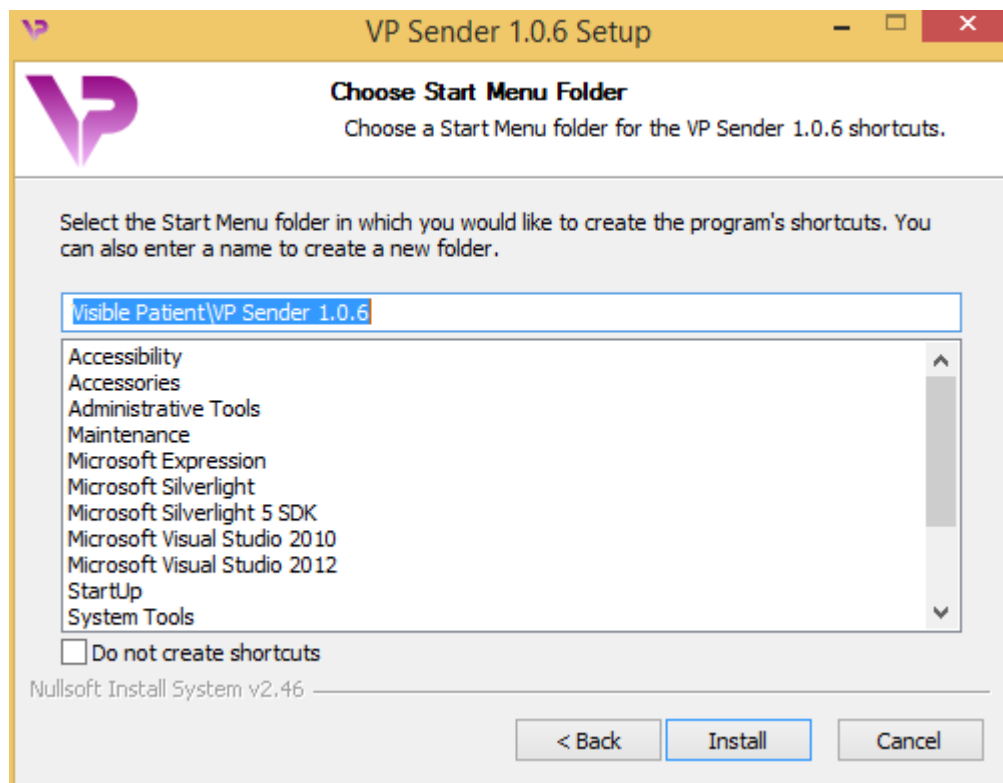 VP Sender 1.0.6 Setup
VP
Choose Start Menu Folder
Choose a Start Menu folder for the VP Sender 1.0.6 shortcuts.
Select the Start Menu folder in which you would like to create the program's shortcuts. You
can also enter a name to create a new folder.
Visible Patient\VP Sender 1.0.6
Accessibility
Accessories
Administrative Tools
Maintenance
Microsoft Expression
Microsoft Silverlight
Microsoft Silverlight 5 SDK
Microsoft Visual Studio 2010
Microsoft Visual Studio 2012
StartUp
System Tools
Do not create shortcuts
Nullsoft Install System v2.46
< Back Install Cancel